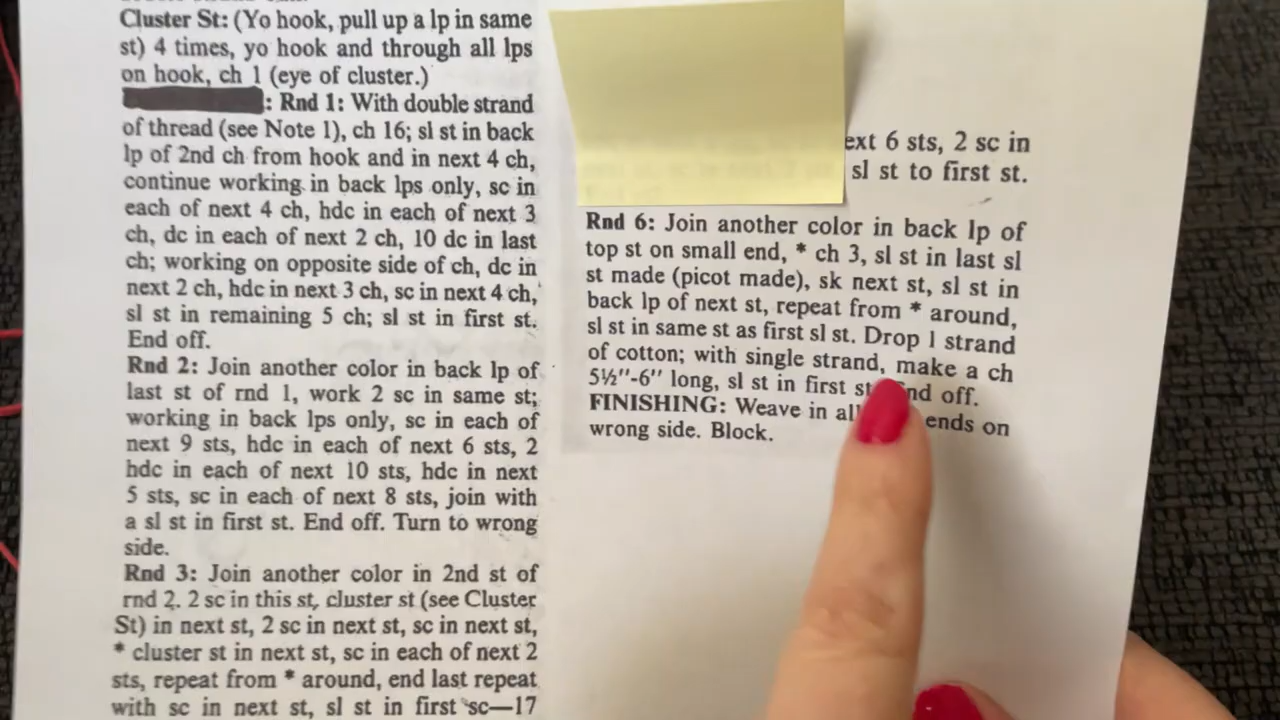 Cluster St: (Yo hook, pull up a lp in same
st) 4 times, yo hook and through all lps
on hook, ch 1 (eye of cluster.)
: Rnd 1: With double strand
of thread (see Note 1), ch 16; sl st in back
lp of 2nd ch from hook and in next 4 ch,
continue working in back lps only, sc in
each of next 4 ch, hdc in each of next 3
ch, dc in each of next 2 ch, 10 dc in last
ch; working on opposite side of ch, dc in
next 2 ch, hdc in next 3 ch, sc in next 4 ch,
sl st in remaining 5 ch; sl st in first st.
End off.
Rnd 2: Join another color in back lp of
last st of rnd 1, work 2 sc in same st;
working in back lps only, sc in each of
next 9 sts, hdc in each of next 6 sts, 2
hdc in each of next 10 sts, hdc in next
5 sts, sc in each of next 8 sts, join with
a sl st in first st. End off. Turn to wrong
side.
Rnd 3: Join another color in 2nd st of
rnd 2. 2 sc in this st, cluster st (see Cluster
St) in next st, 2 sc in next st, sc in next st,
* cluster st in next st, sc in each of next 2
sts, repeat from * around, end last repeat
with sc in next st, sl st in first sc—17
ext 6 sts, 2 sc in
sl st to first st.
Rnd 6: Join another color in back lp of
top st on small end, * ch 3, sl st in last sl
st made (picot made), sk next st, sl st in
back lp of next st, repeat from * around,
sl st in same st as first sl st. Drop 1 strand
of cotton; with single strand, make a ch
5½"-6" long, sl st in first st nd off.
FINISHING: Weave in all ends on
wrong side. Block.